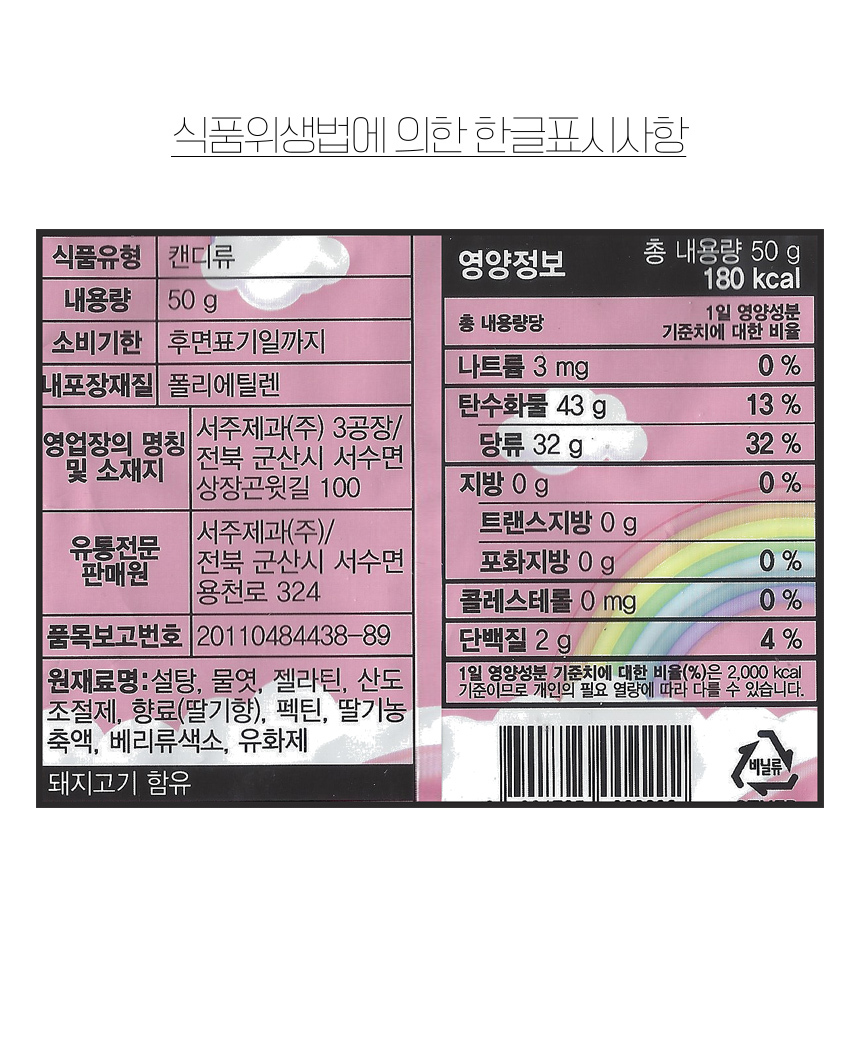 식품위생법에 의한 한글표시사항
식품유형 캔디류
내용량 50 g
소비기한 후면표기일까지
내포장재질 폴리에틸렌
영업장의 명칭 및 소재지
서주제과(주) 3공장/
전북 군산시 서수면
상장곤윗길 100
유통전문 판매원
서주제과(주)/
전북 군산시 서수면
용천로 324
품목보고번호 20110484438-89
원재료명:설탕, 물엿, 젤라틴, 산도
조절제, 향료(딸기향), 펙틴, 딸기농
축액, 베리류색소, 유화제
돼지고기 함유
영양정보 총 내용량 50 g
180 kcal
총 내용량당 1일 영양성분
기준치에 대한 비율
나트륨 3 mg 0 %
탄수화물 43 g 13 %
당류 32 g 32 %
지방 0 g 0 %
트랜스지방 0 g
포화지방 0 g 0 %
콜레스테롤 0 mg 0 %
단백질 2 g 4 %
1일 영양성분 기준치에 대한 비율(%)은 2,000 kcal
기준이므로 개인의 필요 열량에 따라 다를 수 있습니다.
비닐류